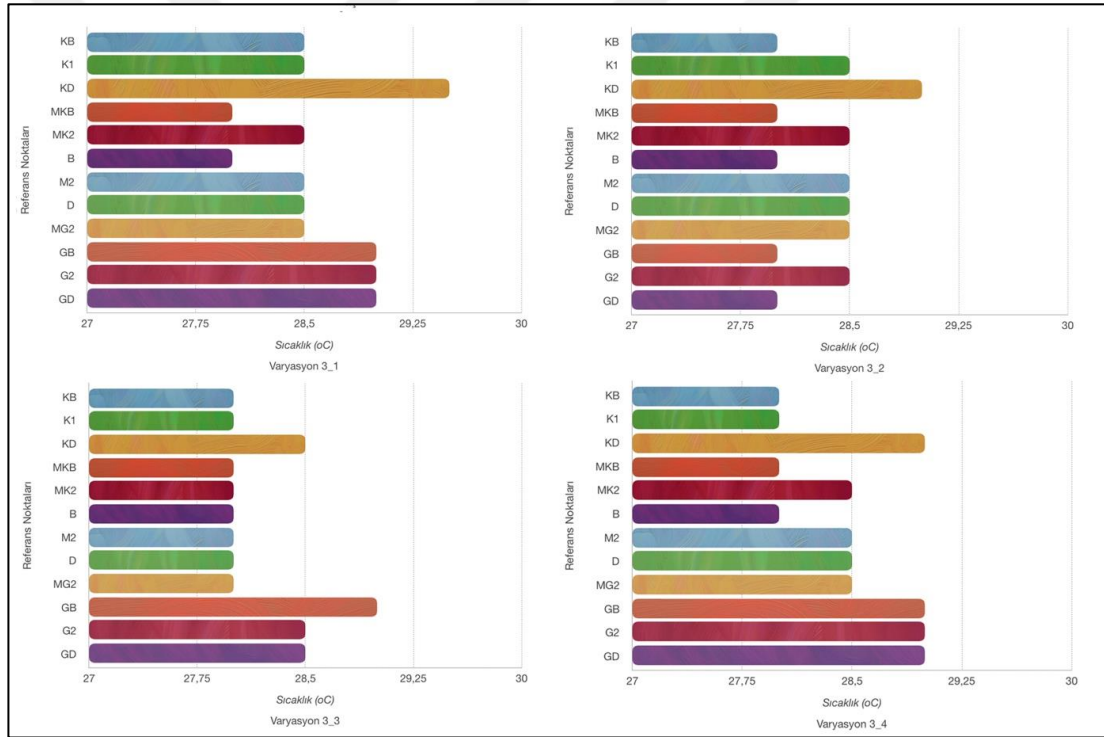 KB
K1
KD
MKB
MK2
B
M2
D
MG2
GB
G2
GD
Referans Noktaları
27 27,75 28,5 29,25 30
Sıcaklık (oC)
Varyasyon 3_1
KB
K1
KD
MKB
MK2
B
M2
D
MG2
GB
G2
GD
Referans Noktaları
27 27,75 28,5 29,25 30
Sıcaklık (oC)
Varyasyon 3_2
KB
K1
KD
MKB
MK2
B
M2
D
MG2
GB
G2
GD
Referans Noktaları
27 27,75 28,5 29,25 30
Sıcaklık (oC)
Varyasyon 3_3
KB
K1
KD
MKB
MK2
B
M2
D
MG2
GB
G2
GD
Referans Noktaları
27 27,75 28,5 29,25 30
Sıcaklık (oC)
Varyasyon 3_4